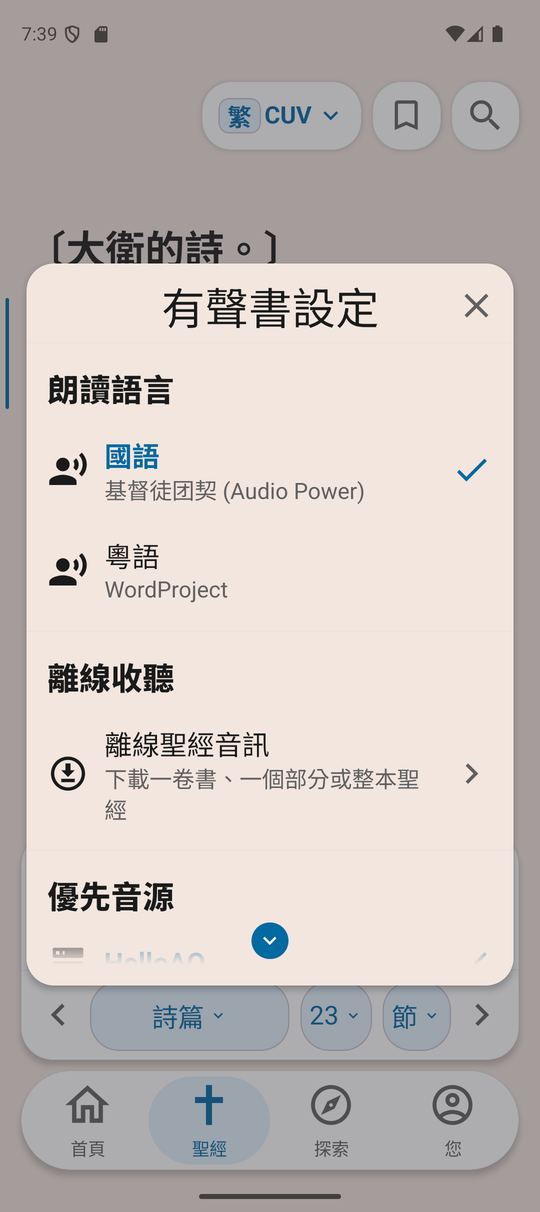 7:39
繁 CUV
〔大衛的詩。〕
有聲書設定
朗讀語言
國語
基督徒团契 (Audio Power)
粵語
WordProject
離線收聽
離線聖經音訊
下載一卷書、一個部分或整本聖
經
優先音源
HelloAO
詩篇 23 節
首頁 聖經 探索 您